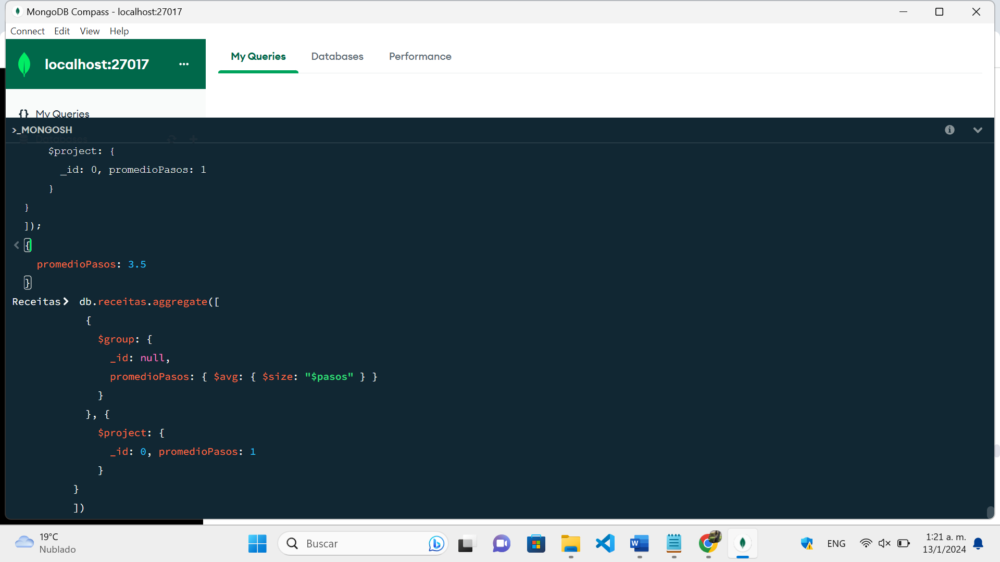 MongoDB Compass - localhost:27017
Connect Edit View Help
localhost:27017 ...
My Queries Databases Performance
{} My Queries
>_MONGOSH
Databases
$project: {
_id: 0, promedioPasos: 1
}
}
]);
< {
promedioPasos: 3.5
}
Receitas> db.receitas.aggregate([
{
$group: {
_id: null,
promedioPasos: { $avg: { $size: "$pasos" } }
}
}, {
$project: {
_id: 0, promedioPasos: 1
}
}
])
19°C
Nublado
Buscar
ENG
1:21 a. m.
13/1/2024